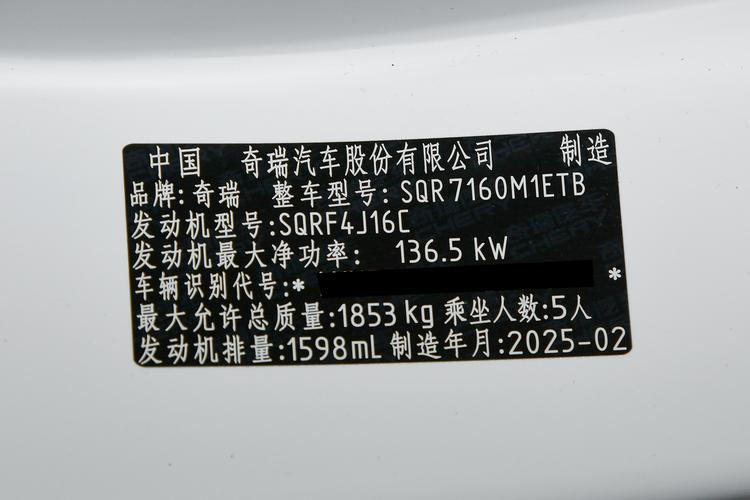 中国 奇瑞汽车股份有限公司 制造
品牌:奇瑞 整车型号:SQR7160M1ETB
发动机型号:SQRF4J16C
发动机最大净功率: 136.5 kW
车辆识别代号:* *
最大允许总质量:1853 kg 乘坐人数:5人
发动机排量:1598mL 制造年月:2025-02